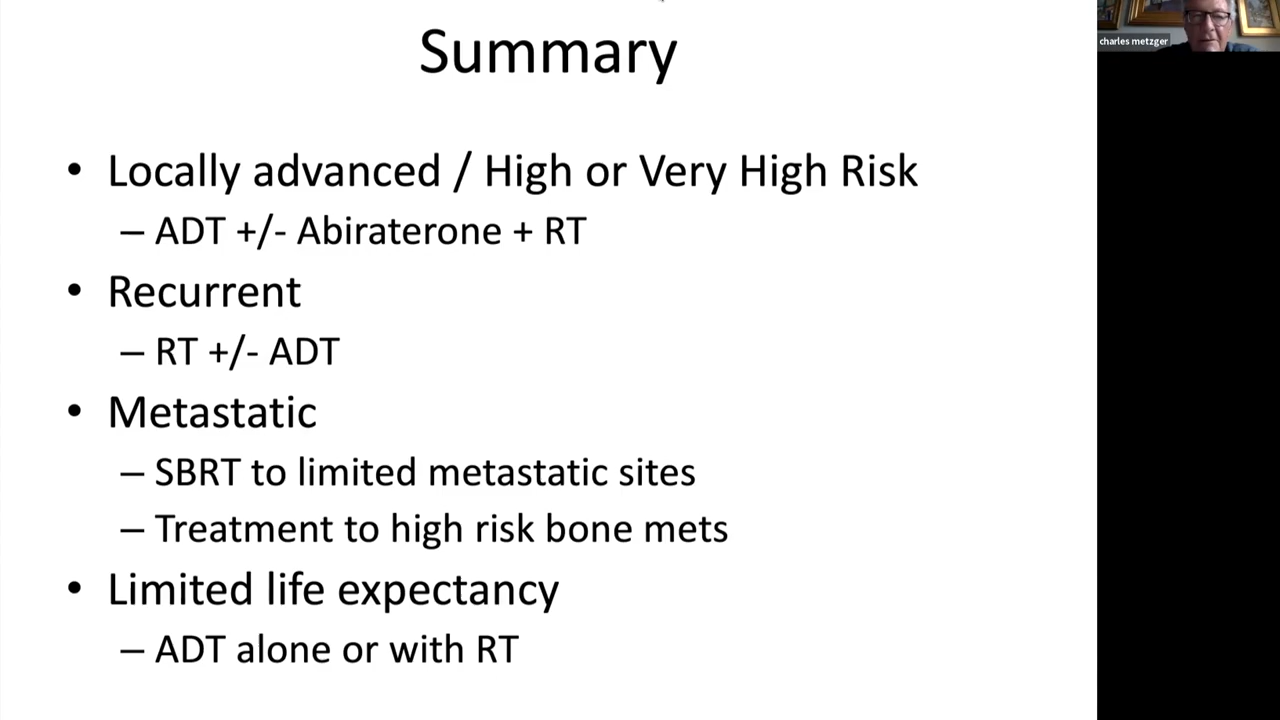 Summary
charles metzger
• Locally advanced / High or Very High Risk
– ADT +/- Abiraterone + RT
• Recurrent
– RT +/- ADT
• Metastatic
– SBRT to limited metastatic sites
– Treatment to high risk bone mets
• Limited life expectancy
– ADT alone or with RT